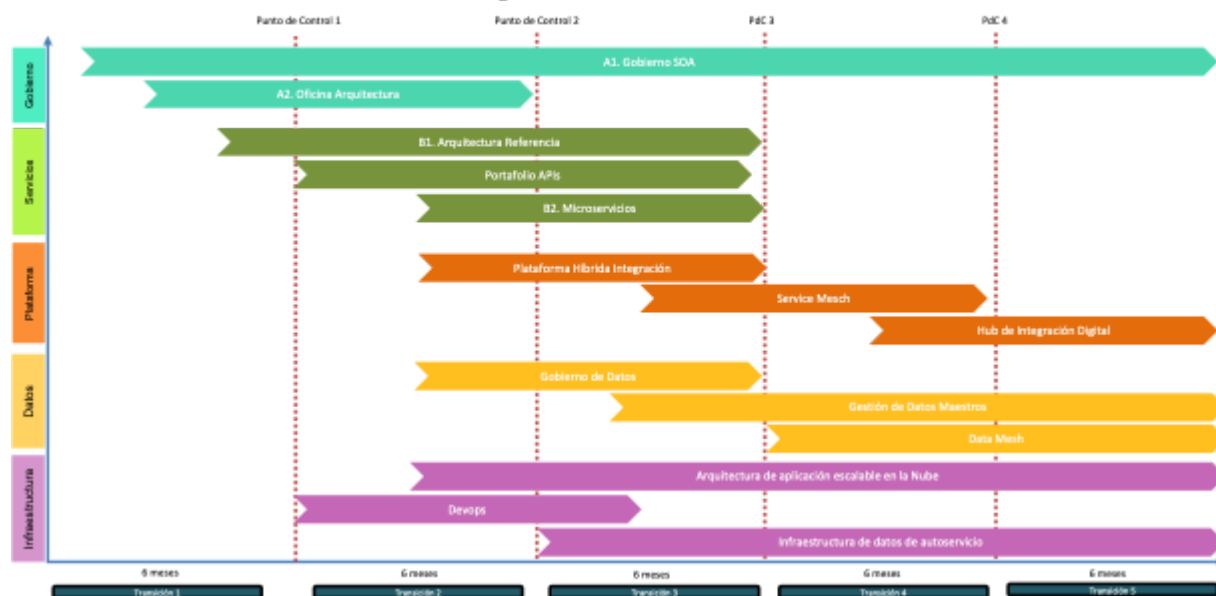 Punto de Control 1
Punto de Control 2
PdC 3
PdC 4
Gobierno
A1. Gobierno SOA
A2. Oficina Arquitectura
Servicios
B1. Arquitectura Referencia
Portafolio APIs
B2. Microservicios
Plataforma
Plataforma Híbrida Integración
Service Mesch
Hub de Integración Digital
Datos
Gobierno de Datos
Gestión de Datos Maestros
Data Mesh
Infraestructura
Arquitectura de aplicación escalable en la Nube
Devops
Infraestructura de datos de autoservicio
6 meses
6 meses
6 meses
6 meses
6 meses
Transición 1
Transición 2
Transición 3
Transición 4
Transición 5